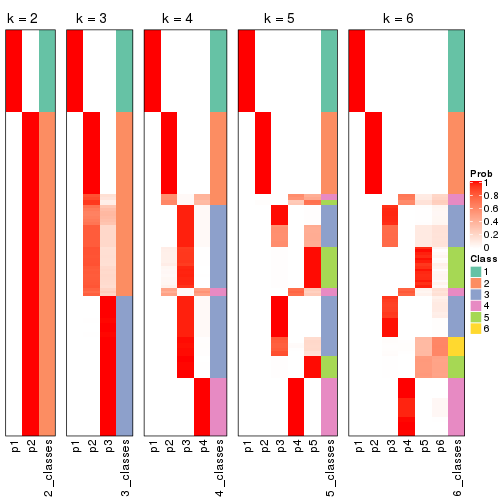 k = 2
k = 3
k = 4
k = 5
k = 6
Prob
1
0.8
0.6
0.4
0.2
0
Class
1
2
3
4
5
6
p1
p2
2_classes
p1
p2
p3
3_classes
p1
p2
p3
p4
4_classes
p1
p2
p3
p4
p5
5_classes
p1
p2
p3
p4
p5
p6
6_classes